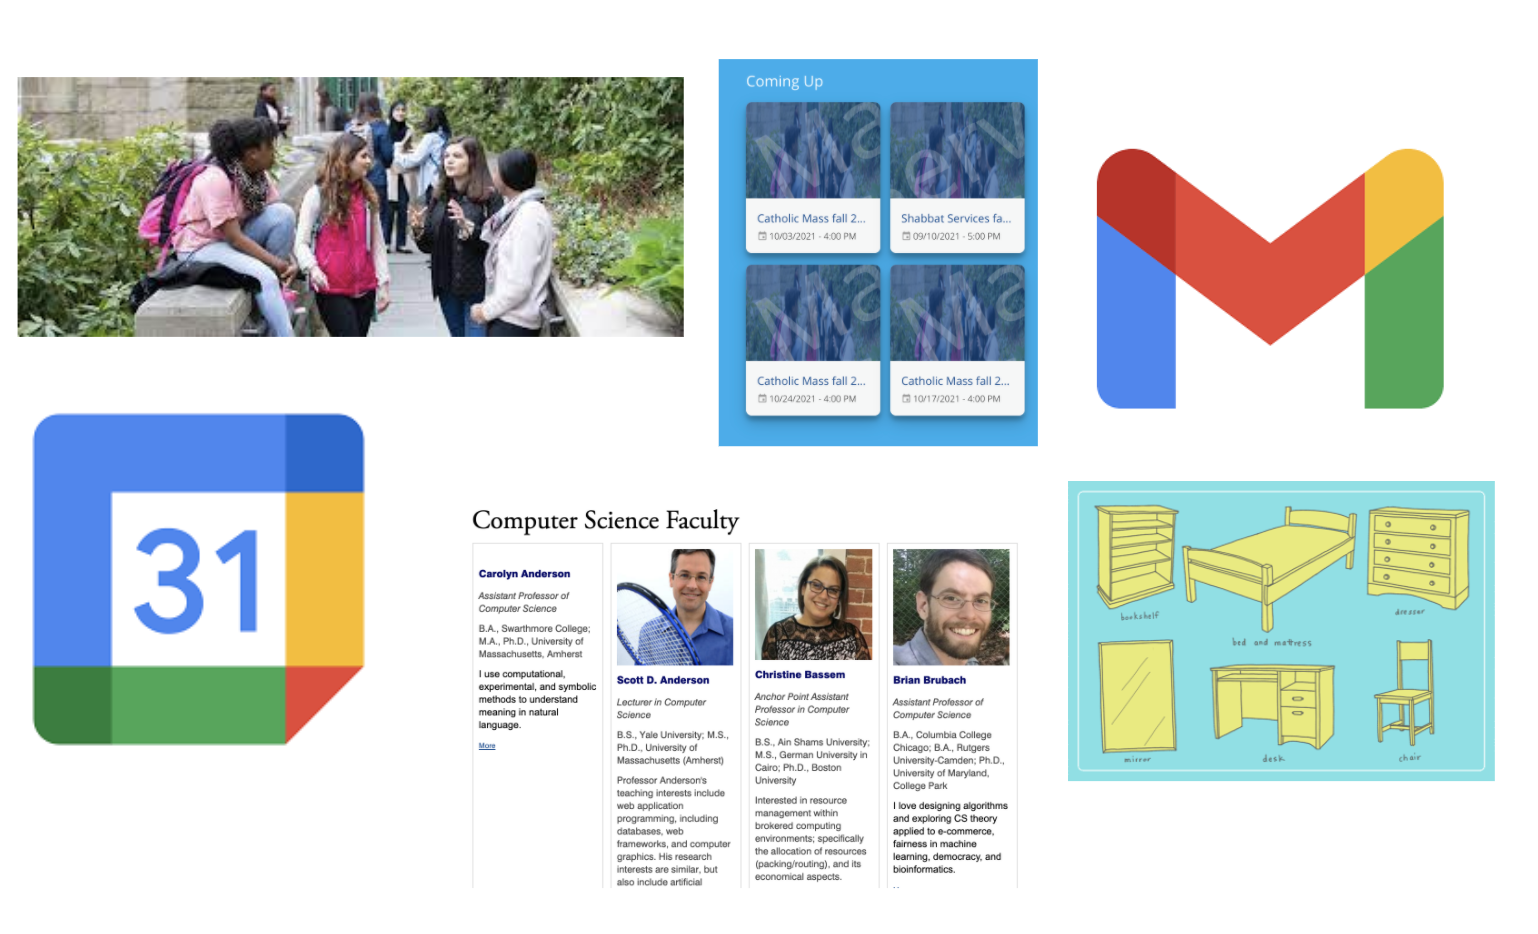 Coming Up
Catholic Mass fall 2...
10/03/2021 - 4:00 PM
Shabbat Services fa...
09/10/2021 - 5:00 PM
Catholic Mass fall 2...
10/24/2021 - 4:00 PM
Catholic Mass fall 2...
10/17/2021 - 4:00 PM
31
Computer Science Faculty
Carolyn Anderson
Assistant Professor of
Computer Science
B.A., Swarthmore College;
M.A., Ph.D., University of
Massachusetts, Amherst
I use computational,
experimental, and symbolic
methods to understand
meaning in natural
language.
More
Scott D. Anderson
Lecturer in Computer
Science
B.S., Yale University; M.S.,
Ph.D., University of
Massachusetts (Amherst)
Professor Anderson's
teaching interests include
web application
programming, including
databases, web
frameworks, and computer
graphics. His research
interests are similar, but
also include artificial
Christine Bassem
Anchor Point Assistant
Professor in Computer
Science
B.S., Ain Shams University;
M.S., German University in
Cairo; Ph.D., Boston
University
Interested in resource
management within
brokered computing
environments; specifically
the allocation of resources
(packing/routing), and its
economical aspects.
Brian Brubach
Assistant Professor of
Computer Science
B.A., Columbia College
Chicago; B.A., Rutgers
University-Camden; Ph.D.,
University of Maryland,
College Park
I love designing algorithms
and exploring CS theory
applied to e-commerce,
fairness in machine
learning, democracy, and
bioinformatics.
bookshelf
bed and mattress
dresser
mirror
desk
chair